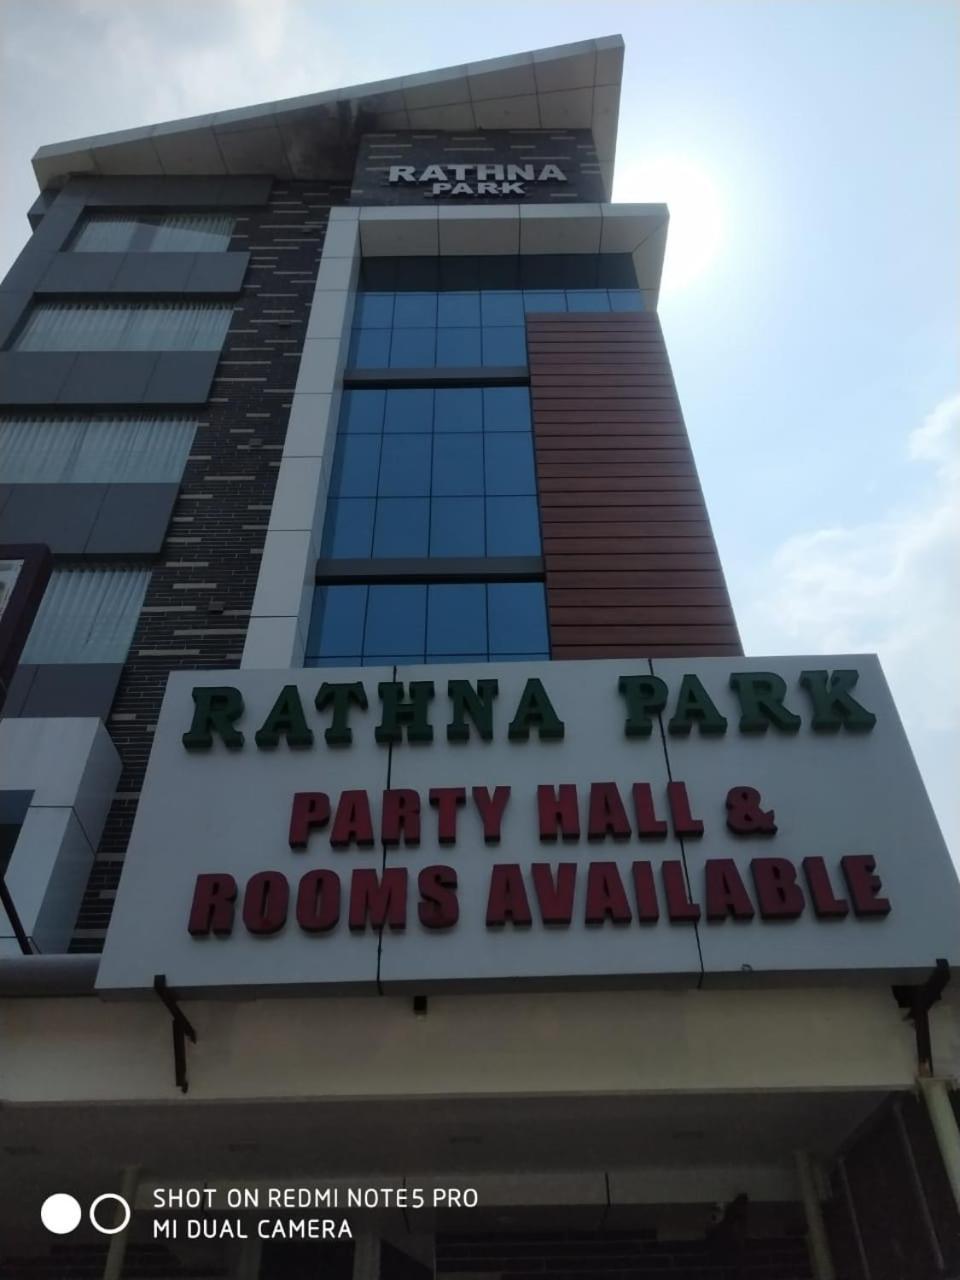 RATHNA
PARK
RATHNA PARK
PARTY HALL &
ROOMS AVAILABLE
SHOT ON REDMI NOTE5 PRO
MI DUAL CAMERA